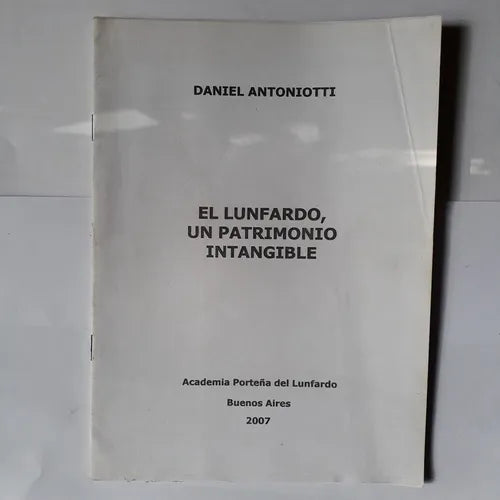 DANIEL ANTONIOTTI
EL LUNFARDO,
UN PATRIMONIO
INTANGIBLE
Academia Porteña del Lunfardo
Buenos Aires
2007